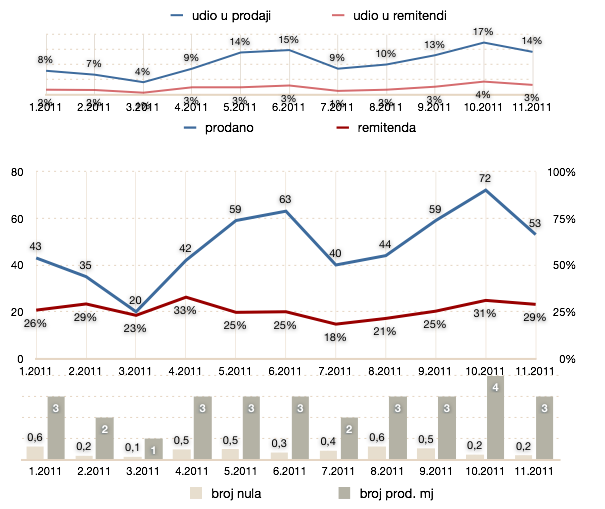 udio u prodaji udio u remitendi
8% 7% 4% 9% 14% 15% 9% 10% 13% 17% 14%
3% 3% 3% 3% 4% 3%
1.2011 2.2011 3.2011 4.2011 5.2011 6.2011 7.2011 8.2011 9.2011 10.2011 11.2011
prodano remitenda
80 100%
60 75%
40 50%
20 25%
0 0%
43 35 20 42 59 63 40 44 59 72 53
26% 29% 23% 33% 25% 25% 18% 21% 25% 31% 29%
1.2011 2.2011 3.2011 4.2011 5.2011 6.2011 7.2011 8.2011 9.2011 10.2011 11.2011
0,6 3 0,2 2 0,1 1 0,5 3 0,5 3 0,3 3 0,4 2 0,6 3 0,5 3 0,2 4 0,2 3
1.2011 2.2011 3.2011 4.2011 5.2011 6.2011 7.2011 8.2011 9.2011 10.2011 11.2011
broj nula broj prod. mj